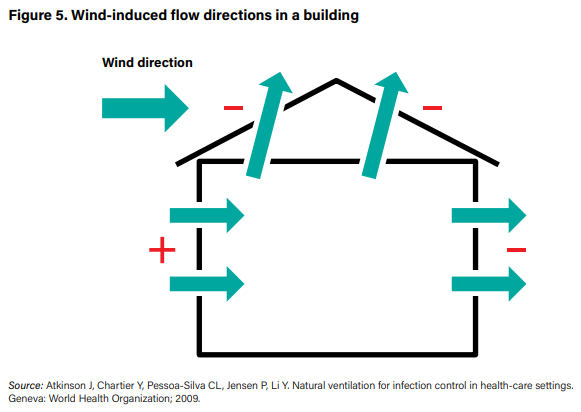 Figure 5. Wind-induced flow directions in a building
Wind direction
− −
+ −
Source: Atkinson J, Chartier Y, Pessoa-Silva CL, Jensen P, Li Y. Natural ventilation for infection control in health-care settings.
Geneva: World Health Organization; 2009.